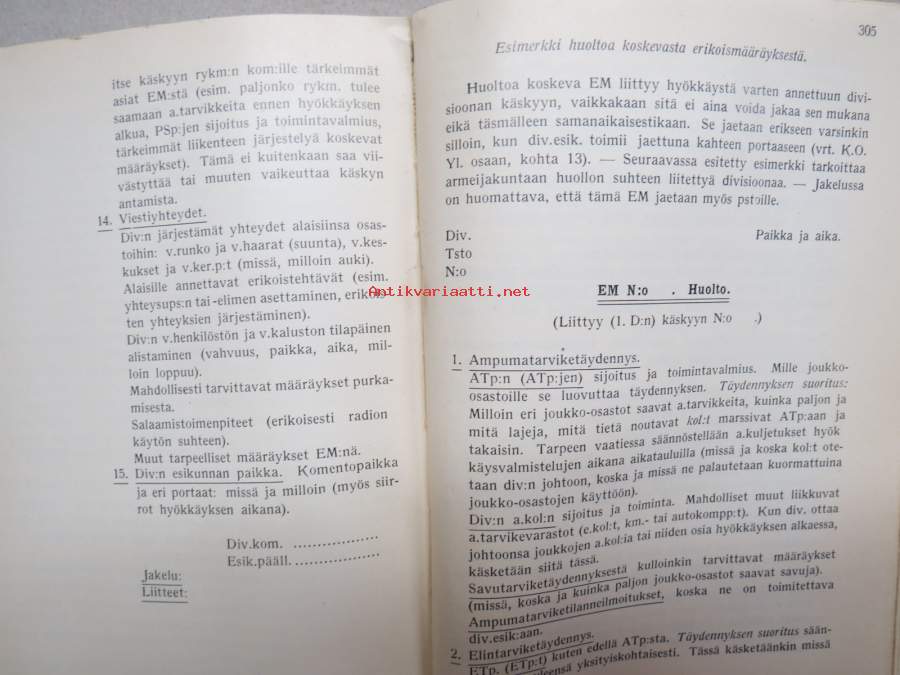 itse käskyyn rykm:n kom:ille tärkeimmät
asiat EM:stä (esim. paljonko rykm. tulee
saamaan a.tarvikkeita ennen hyökkäyksen
alkua, PSp:jen sijoitus ja toimintavalmius,
tärkeimmät liikenteen järjestelyä koskevat
määräykset). Tämä ei kuitenkaan saa vii-
västyttää tai muuten vaikeuttaa käskyn
antamista.
14. Viestiyhteydet.
Div:n järjestämät yhteydet alaisiinsa osas-
toihin: v.runko ja v.haarat (suunta), v.kes-
kukset ja v.ker.p:t (missä, milloin auki).
Alaisille annettavat erikoistehtävät (esim.
yhteysups:n tai -elimen asettaminen, erikois-
ten yhteyksien järjestäminen).
Div:n v.henkilöstön ja v.kaluston tilapäinen
alistaminen (vahvuus, paikka, aika, mil-
loin loppuu).
Mahdollisesti tarvittavat määräykset purka-
misesta.
Salaamistoimenpiteet (erikoisesti radion
käytön suhteen).
Muut tarpeelliset määräykset EM:nä.
15. Div:n esikunnan paikka. Komentopaikka
ja eri portaat: missä ja milloin (myös siir-
rot hyökkäyksen aikana).
Div.kom. ..................
Esik.pääll. ..................
Jakelu:
Liitteet:
305
Esimerkki huoltoa koskevasta erikoismääräyksestä.
Huoltoa koskeva EM liittyy hyökkäystä varten annettuun divi-
sioonan käskyyn, vaikkakaan sitä ei aina voida jakaa sen mukana
eikä täsmälleen samanaikaisestikaan. Se jaetaan erikseen varsinkin
silloin, kun div.esik. toimii jaettuna kahteen portaaseen (vrt. K.O.
Yl. osaan, kohta 13). — Seuraavassa esitetty esimerkki tarkoittaa
armeijakuntaan huollon suhteen liitettyä divisioonaa. — Jakelussa
on huomattava, että tämä EM jaetaan myös pst:ille.
Div. Paikka ja aika.
Tsto
N:o
Antikvariaatti.net
EM N:o . Huolto.
(Liittyy (1. D:n) käskyyn N:o .)
1. Ampumatarviketäydennys.
ATp:n (ATp:jen) sijoitus ja toimintavalmius. Mille joukko-
osastoille se luovuttaa täydennyksen. Täydennyksen suoritus:
Milloin eri joukko-osastot saavat a.tarvikkeita, kuinka paljon ja
mitä lajeja, mitä tietä noutavat kol:t marssivat ATp:aan ja
takaisin. Tarpeen vaatiessa säännöstellään a.kuljetukset hyök
käysvalmistelujen aikana aikatauluilla (missä ja koska kol:t ote-
taan div:n johtoon, koska ja missä ne palautetaan kuormattuina
joukko-osastojen käyttöön).
Div:n a.kol:n sijoitus ja toiminta. Mahdolliset muut liikkuvat
a.tarvikevarastot (e.kol:t, km.- tai autokompp:t). Kun div. ottaa
johtoonsa joukkojen a.kol:ia tai niiden osia hyökkäyksen alkaessa,
käsketään siitä tässä.
Savutarviketäydennyksestä kulloinkin tarvittavat määräykset
(missä, koska ja kuinka paljon joukko-osastot saavat savuja).
Ampumatarviketilanneilmoitukset, koska ne on toimitettava
div.esik:aan.
2. Elintarviketäydennys.
ETp. (ETp:t) kuten edellä ATp:sta. Täydennyksen suoritus sään-
yksityiskohtaisesti. Tässä käsketäänkin missä